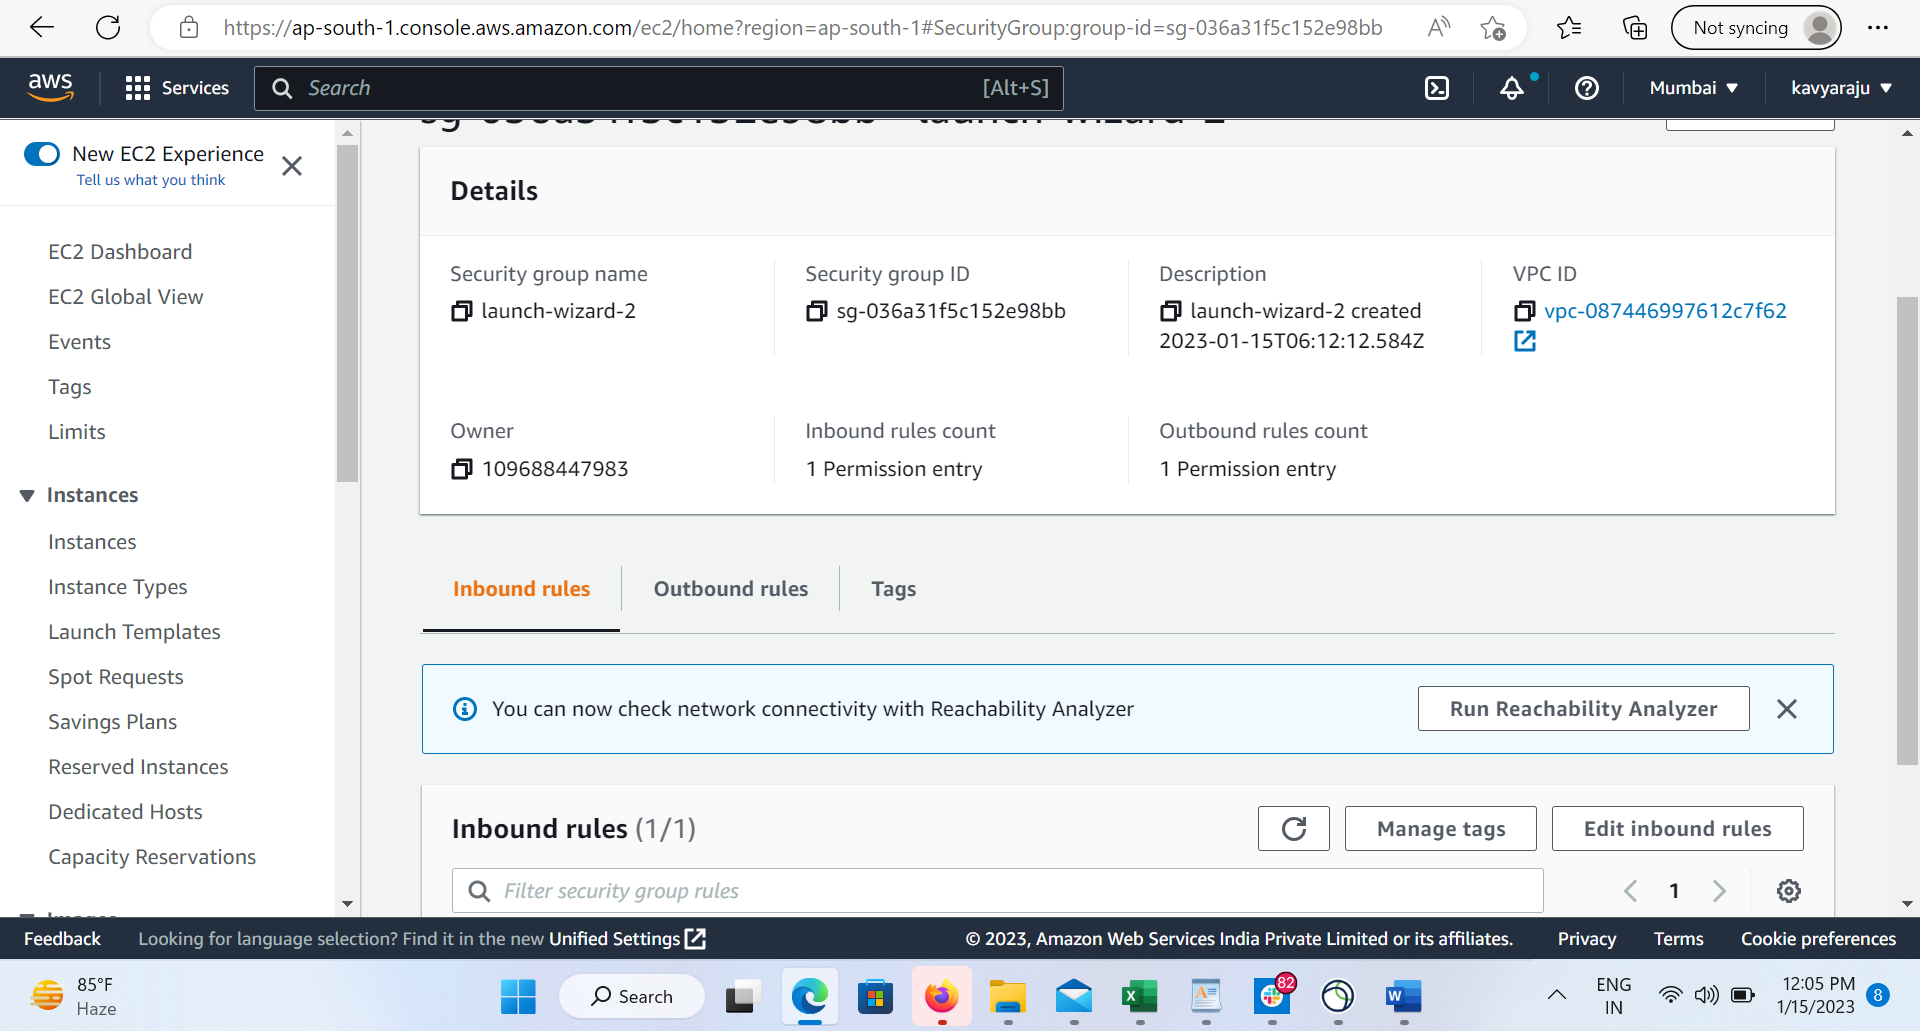 https://ap-south-1.console.aws.amazon.com/ec2/home?region=ap-south-1#SecurityGroup:group-id=sg-036a31f5c152e98bb
Not syncing
aws
Services
Search
[Alt+S]
Mumbai
kavyaraju
New EC2 Experience
Tell us what you think
EC2 Dashboard
EC2 Global View
Events
Tags
Limits
Instances
Instances
Instance Types
Launch Templates
Spot Requests
Savings Plans
Reserved Instances
Dedicated Hosts
Capacity Reservations
Images
sg-036a31f5c152e98bb - launch-wizard-2
Details
Security group name
launch-wizard-2
Security group ID
sg-036a31f5c152e98bb
Description
launch-wizard-2 created
2023-01-15T06:12:12.584Z
VPC ID
vpc-087446997612c7f62
Owner
109688447983
Inbound rules count
1 Permission entry
Outbound rules count
1 Permission entry
Inbound rules
Outbound rules
Tags
You can now check network connectivity with Reachability Analyzer
Run Reachability Analyzer
Inbound rules (1/1)
Manage tags
Edit inbound rules
Filter security group rules
1
Feedback
Looking for language selection? Find it in the new Unified Settings
© 2023, Amazon Web Services India Private Limited or its affiliates.
Privacy
Terms
Cookie preferences
85°F
Haze
Search
82
ENG
IN
12:05 PM
1/15/2023
8